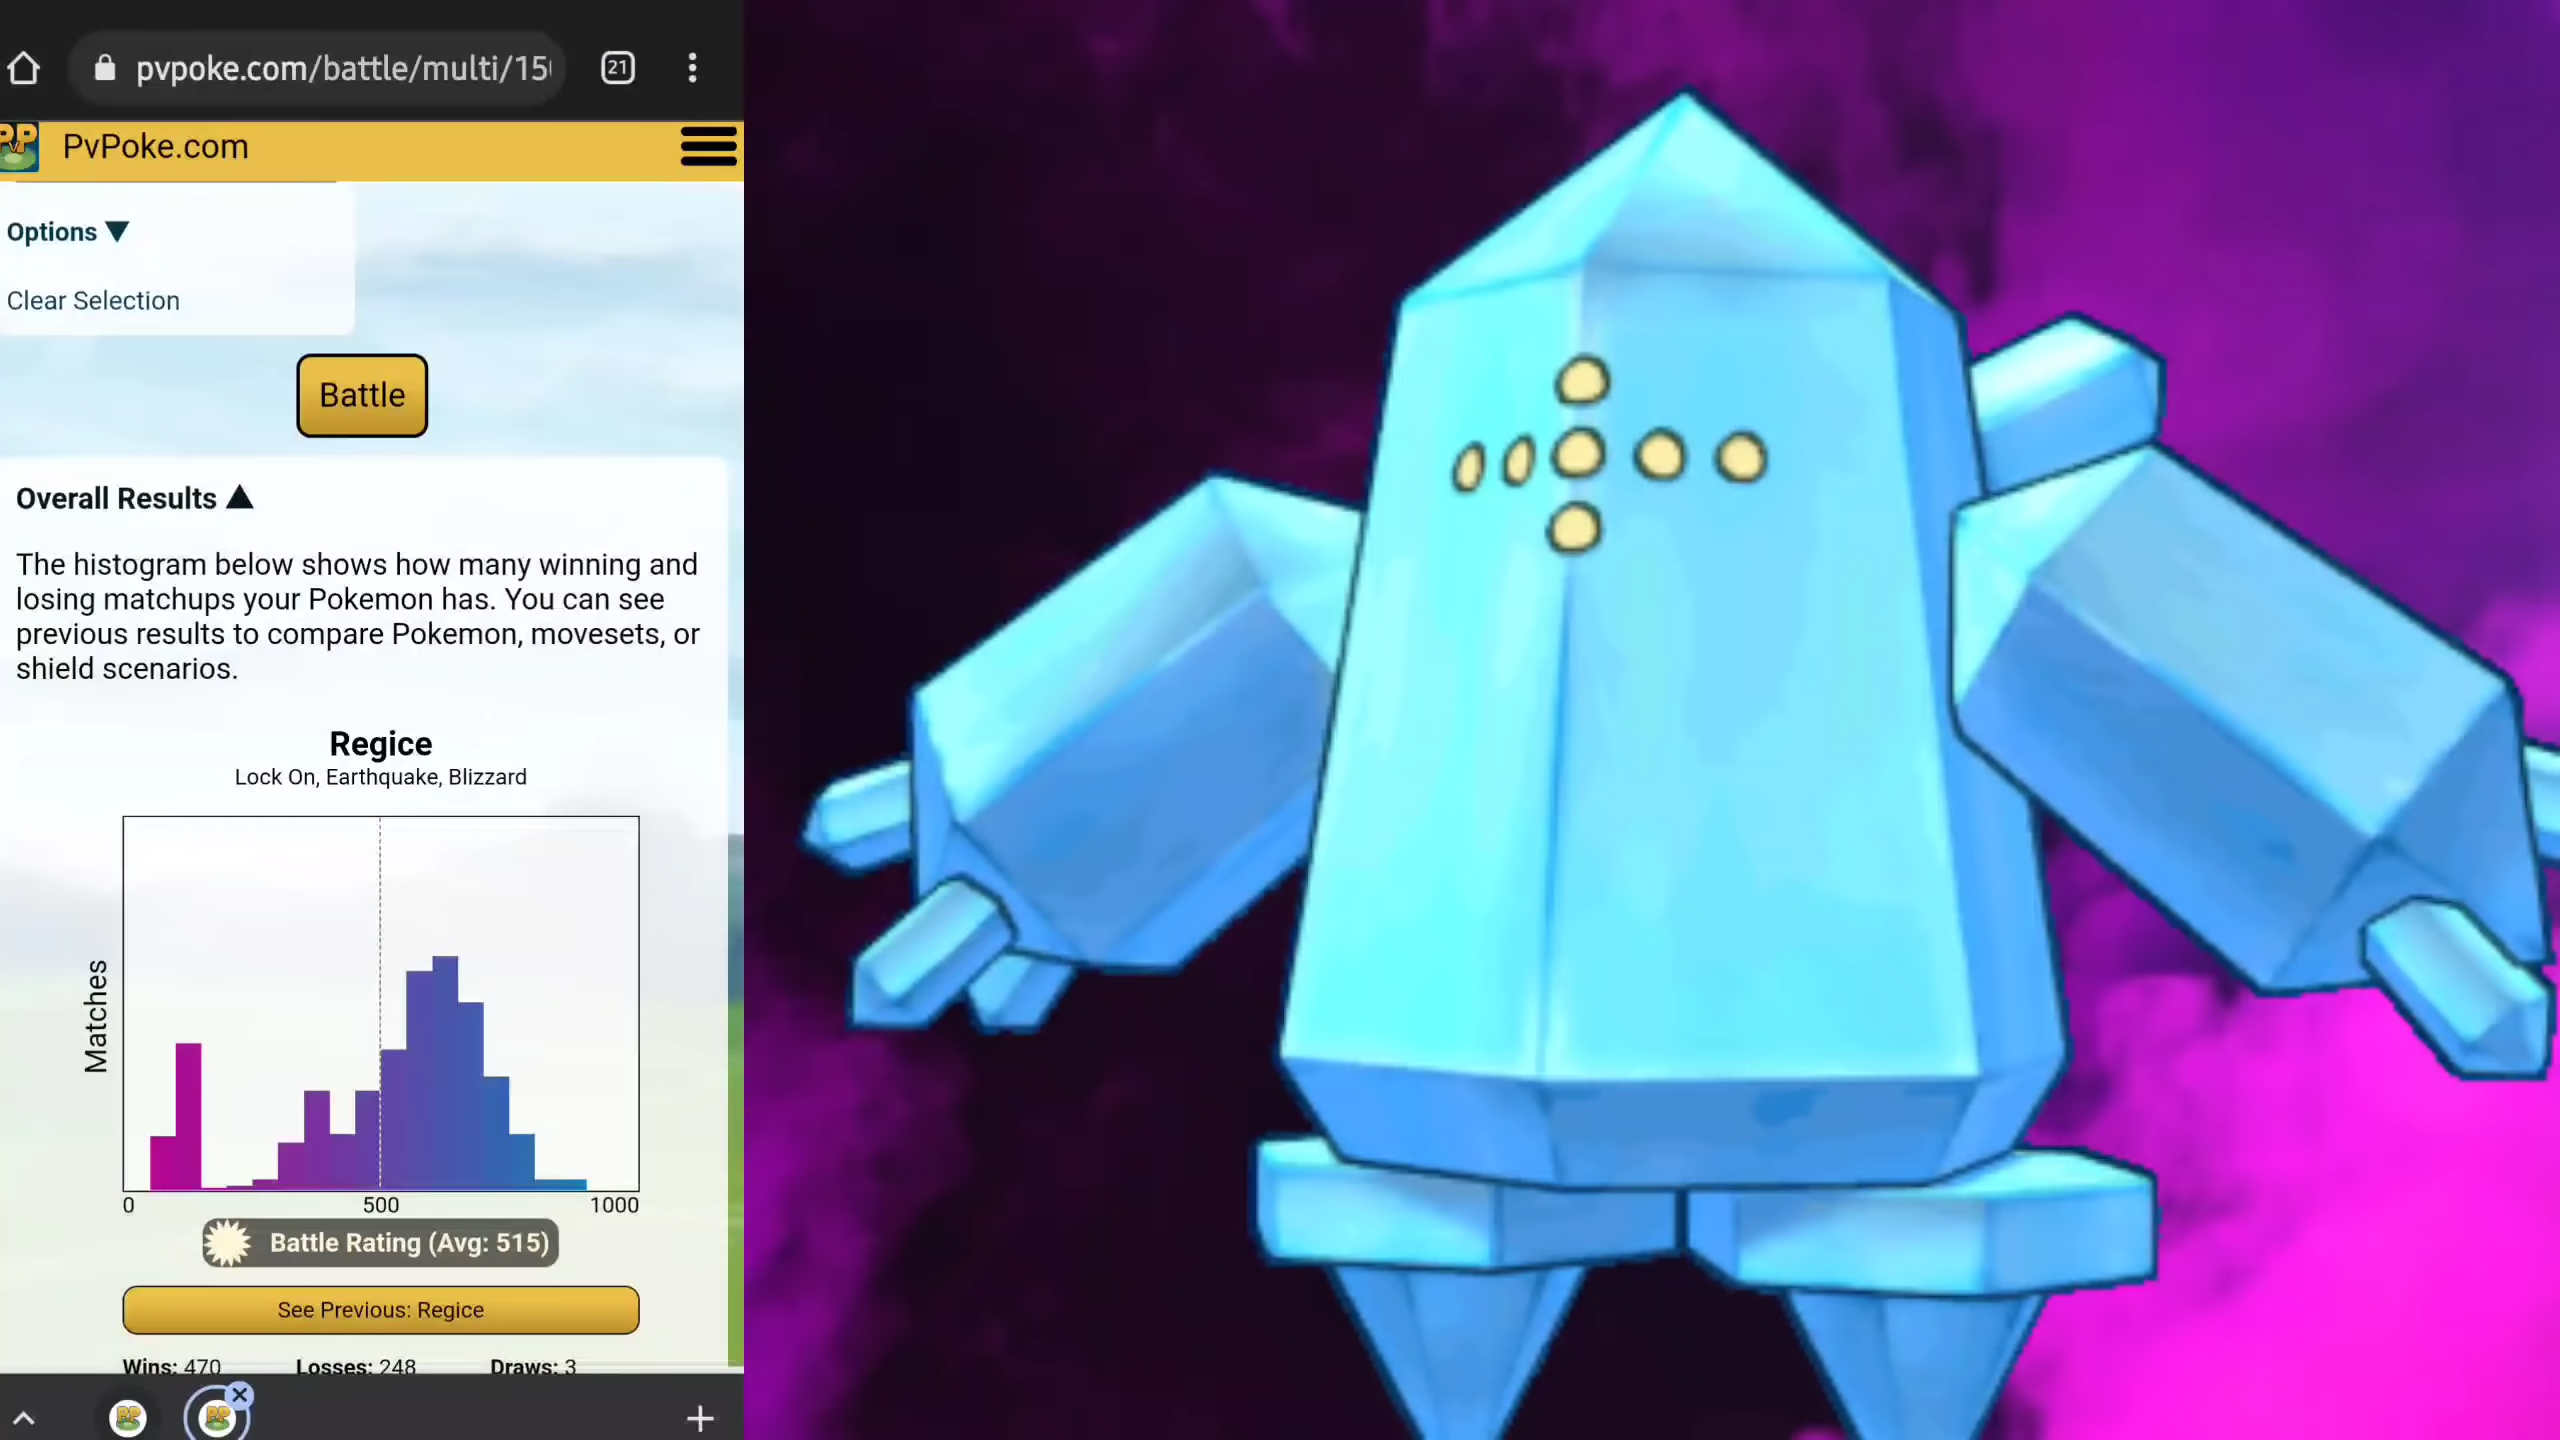 pvpoke.com/battle/multi/15
21
PvPoke.com
Options ▼
Clear Selection
Battle
Overall Results ▲
The histogram below shows how many winning and
losing matchups your Pokemon has. You can see
previous results to compare Pokemon, movesets, or
shield scenarios.
Regice
Lock On, Earthquake, Blizzard
Matches
0 500 1000
Battle Rating (Avg: 515)
See Previous: Regice
Wins: 470 Losses: 248 Draws: 3